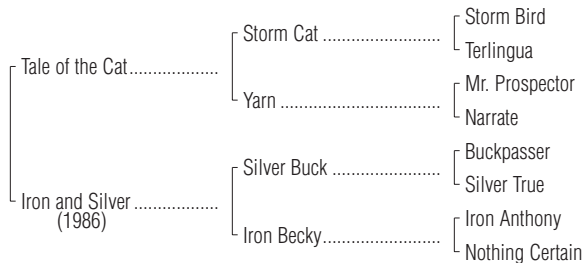 Storm Bird
Storm Cat ........................
Terlingua
Tale of the Cat..................
Mr. Prospector
Yarn .................................
Narrate
Buckpasser
Silver Buck ......................
Silver True
Iron and Silver .................
(1986)
Iron Anthony
Iron Becky........................
Nothing Certain